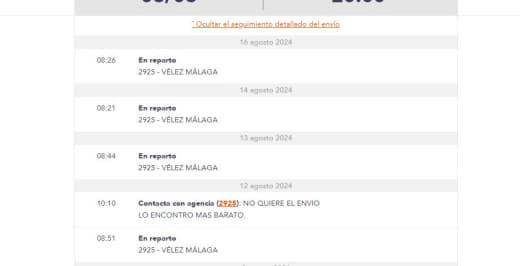 ˆ Ocultar el seguimiento detallado del envío
16 agosto 2024
08:26 En reparto
2925 - VÉLEZ MÁLAGA
14 agosto 2024
08:21 En reparto
2925 - VÉLEZ MÁLAGA
13 agosto 2024
08:44 En reparto
2925 - VÉLEZ MÁLAGA
12 agosto 2024
10:10 Contacto con agencia (2925): NO QUIERE EL ENVIO
LO ENCONTRO MAS BARATO.
08:51 En reparto
2925 - VÉLEZ MÁLAGA